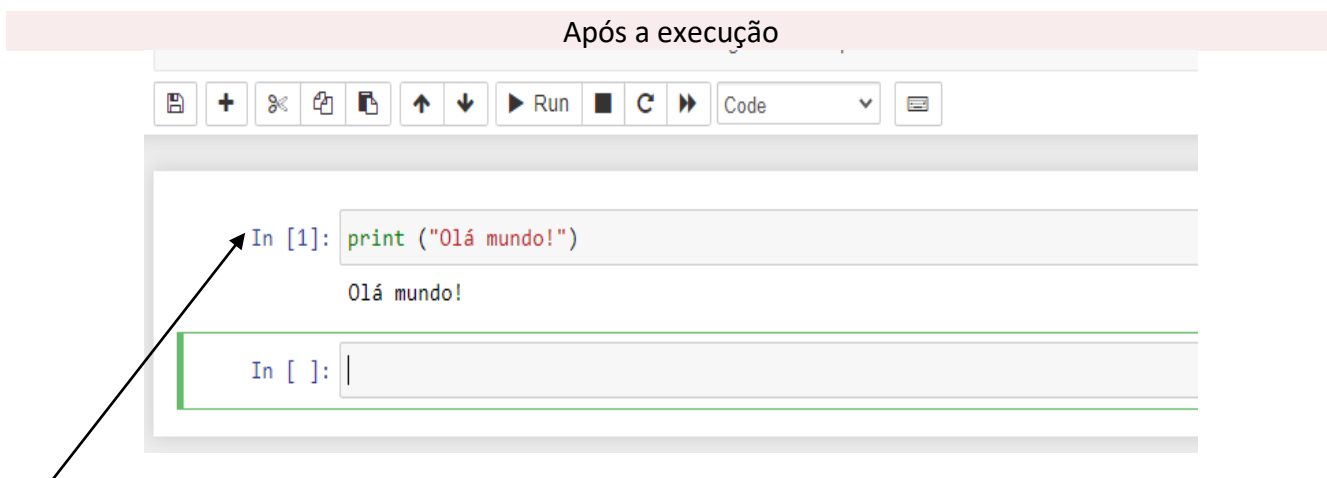 Após a execução
Run
Code
In [1]: print ("Olá mundo!")
Olá mundo!
In [ ]: